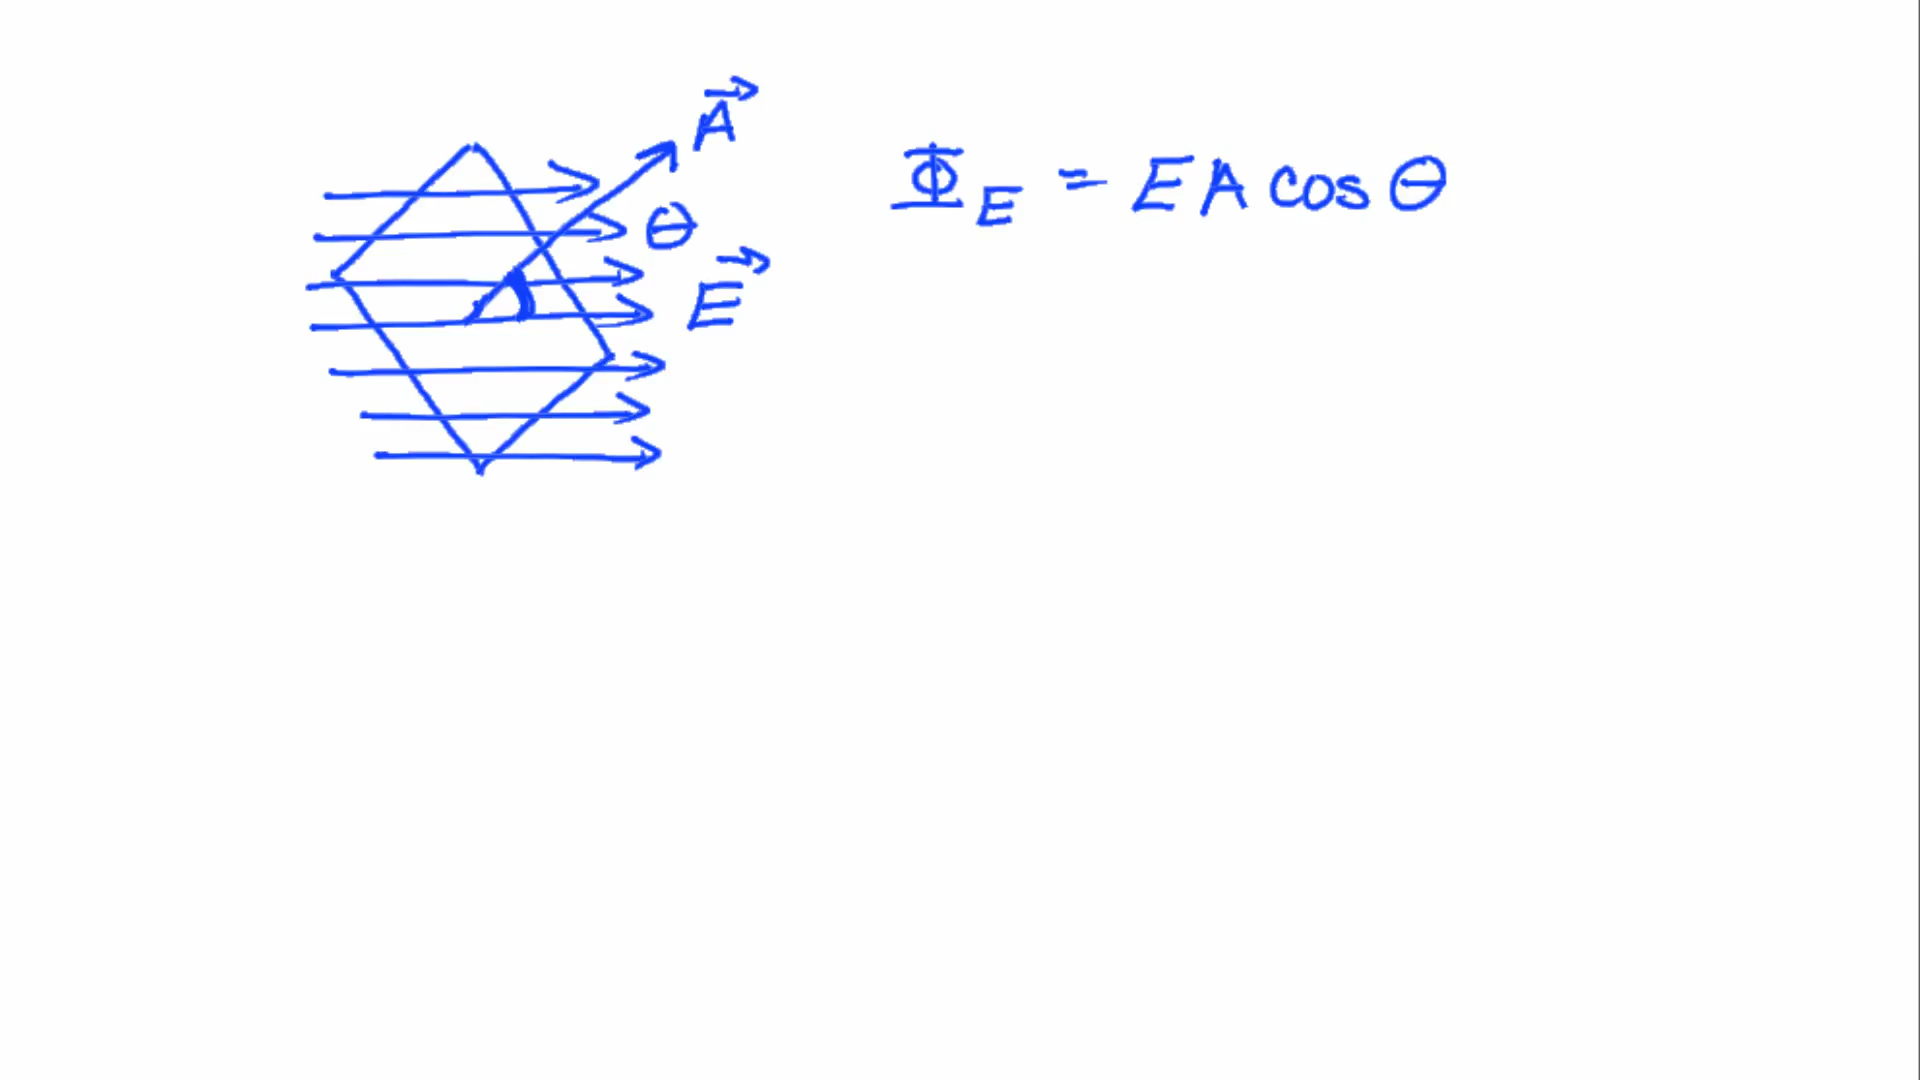 A⃗
θ
E⃗
Φ_E = EA cos θ